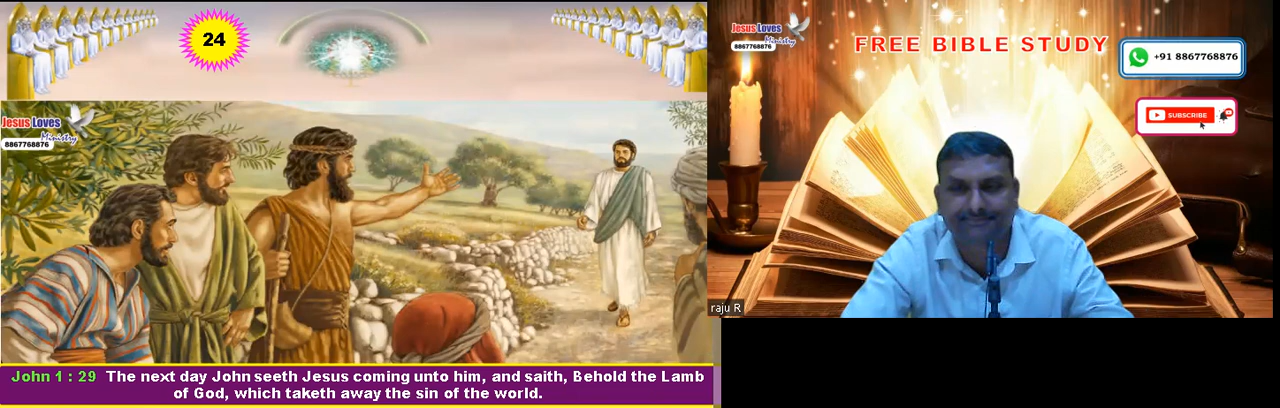 24
Jesus Loves
Ministry
8867768876
John 1 : 29 The next day John seeth Jesus coming unto him, and saith, Behold the Lamb
of God, which taketh away the sin of the world.
Jesus Loves
Ministry
8867768876
FREE BIBLE STUDY
+91 8867768876
SUBSCRIBE
raju R